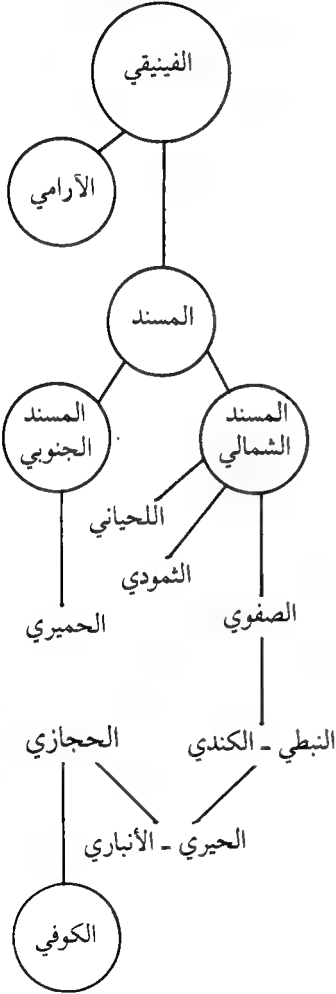 الفينيقي
الآرامي
المسند
المسند الشمالي
المسند الجنوبي
اللحياني
الثمودي
الصفوي
الحميري
النبطي - الكندي
الحجازي
الحيري - الأنباري
الكوفي